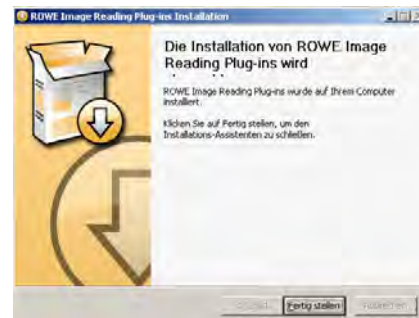 ROWE Image Reading Plug-ins Installation
Die Installation von ROWE Image
Reading Plug-ins wird
ROWE Image Reading Plug-ins wurde auf Ihrem Computer
installiert.
Klicken Sie auf Fertig stellen, um den
Installations-Assistenten zu schließen.
Fertig stellen